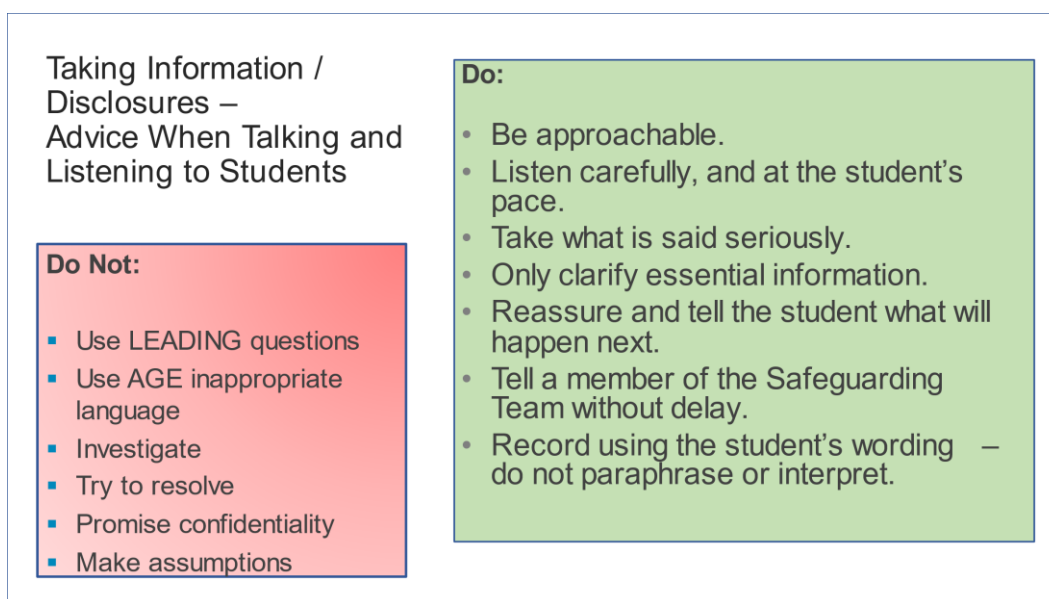 Taking Information /
Disclosures –
Advice When Talking and
Listening to Students
Do Not:
▪ Use LEADING questions
▪ Use AGE inappropriate
language
▪ Investigate
▪ Try to resolve
▪ Promise confidentiality
▪ Make assumptions
Do:
• Be approachable.
• Listen carefully, and at the student’s
pace.
• Take what is said seriously.
• Only clarify essential information.
• Reassure and tell the student what will
happen next.
• Tell a member of the Safeguarding
Team without delay.
• Record using the student’s wording –
do not paraphrase or interpret.